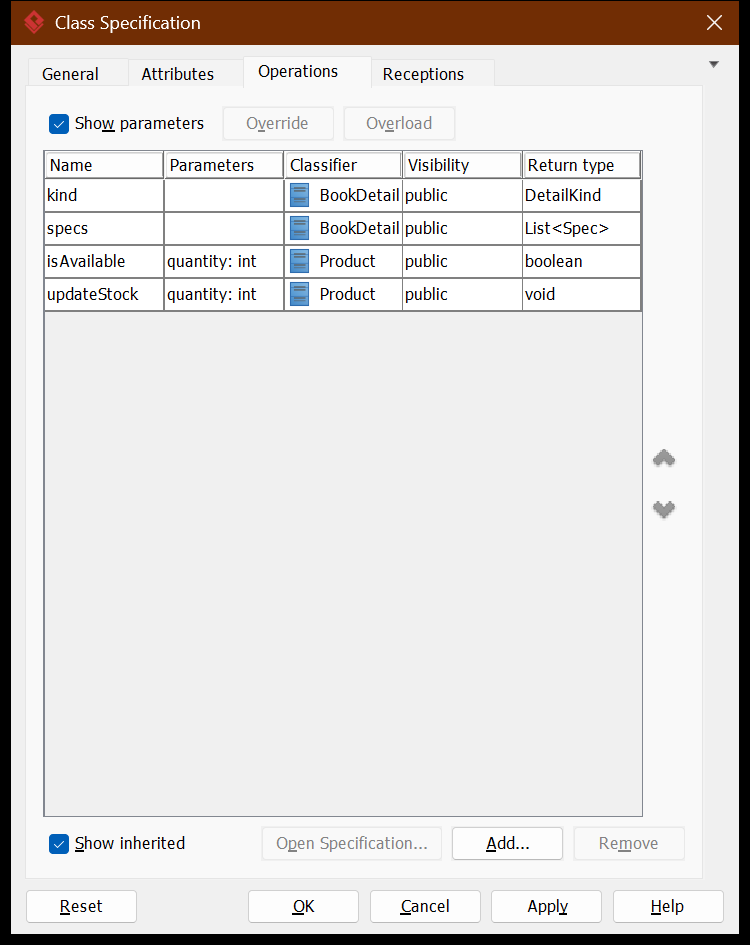 Class Specification
General Attributes Operations Receptions
Show parameters Override Overload
Name Parameters Classifier Visibility Return type
kind BookDetail public DetailKind
specs BookDetail public List<Spec>
isAvailable quantity: int Product public boolean
updateStock quantity: int Product public void
Show inherited Open Specification... Add... Remove
Reset OK Cancel Apply Help